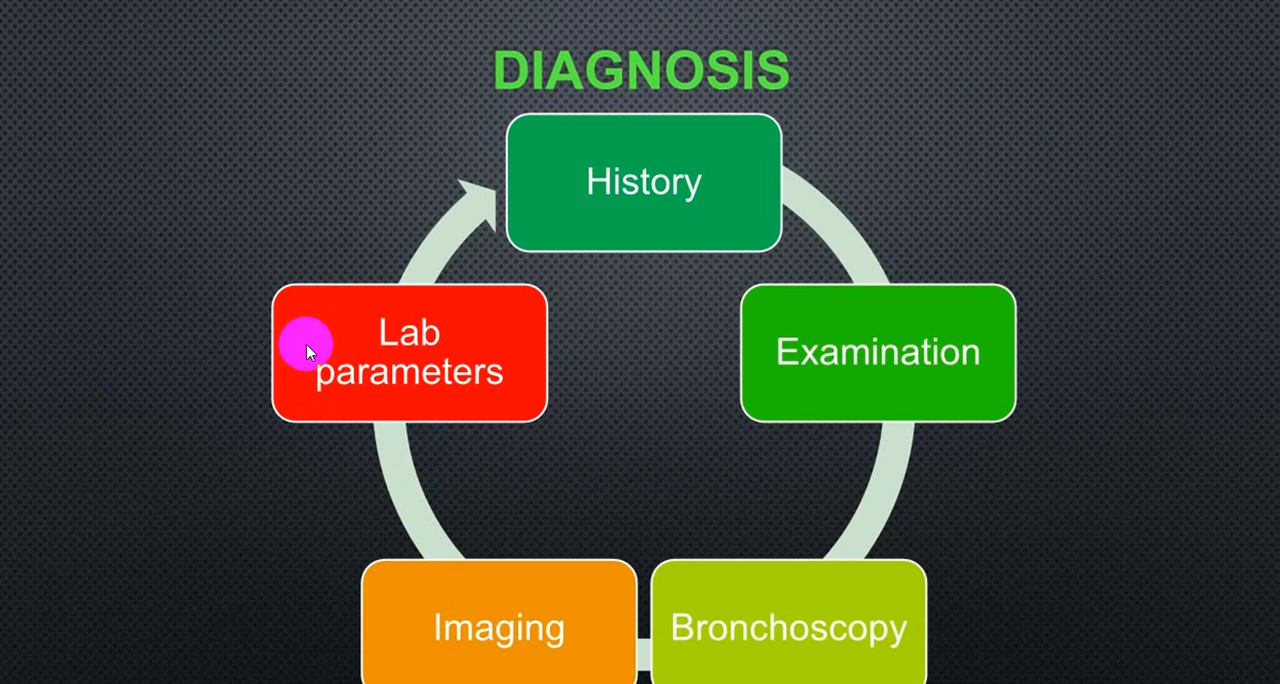 DIAGNOSIS
History
Examination
Bronchoscopy
Imaging
Lab
parameters